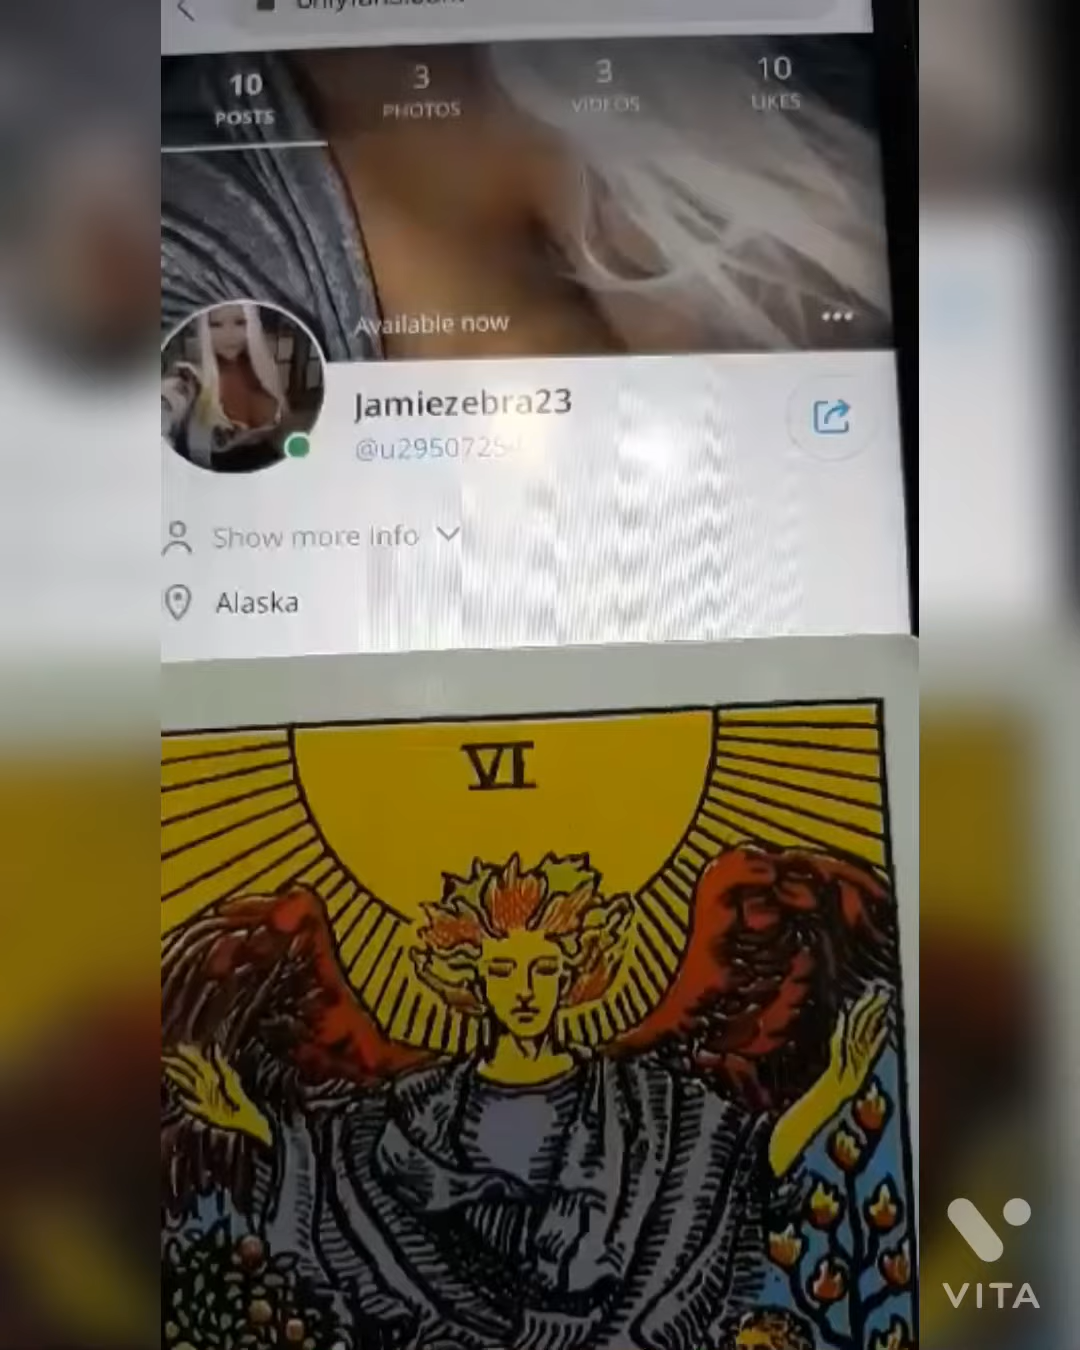 10 3 3 10
POSTS PHOTOS VIDEOS LIKES
Available now
Jamiezebra23
Show more info
Alaska
VI
VITA